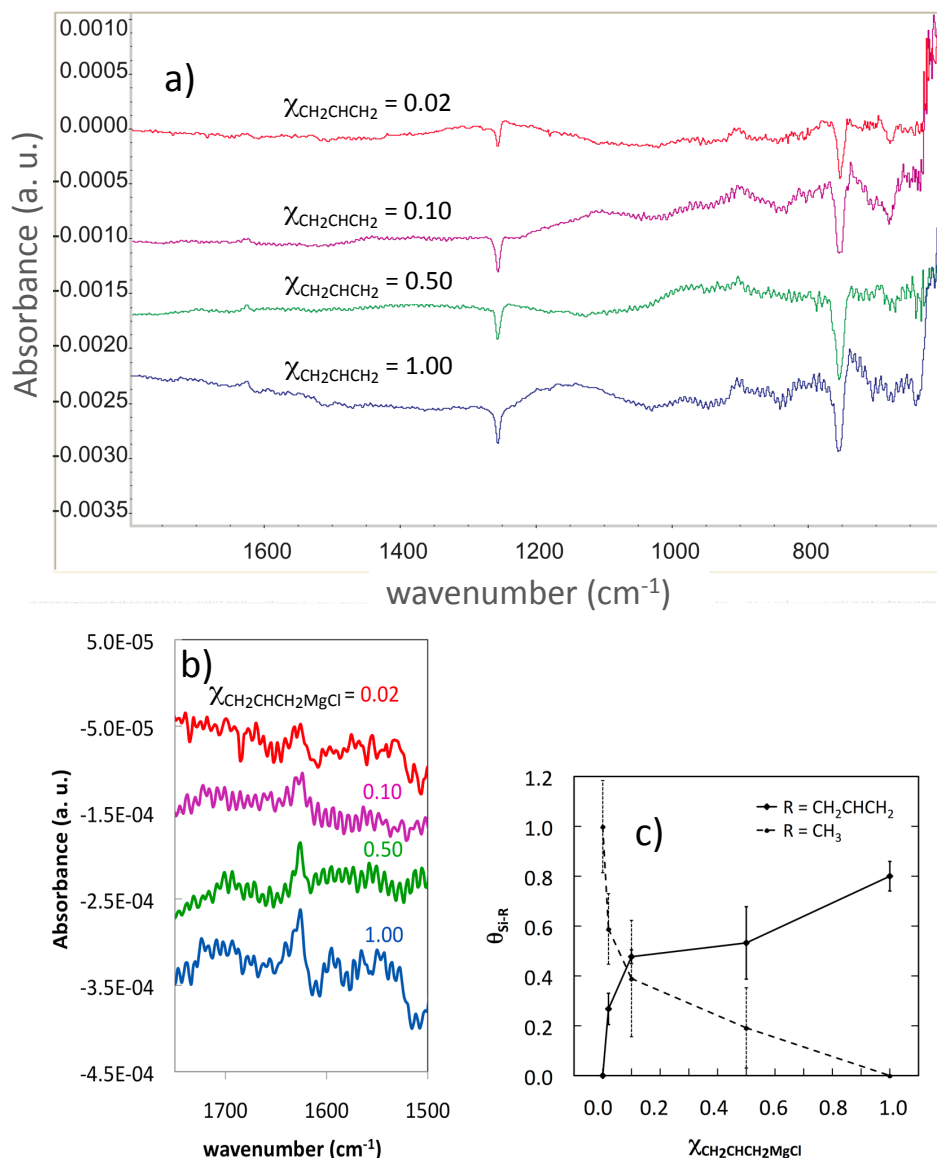 a)
Absorbance (a. u.)
0.0010
0.0005
0.0000
-0.0005
-0.0010
-0.0015
-0.0020
-0.0025
-0.0030
-0.0035
χCH2CHCH2 = 0.02
χCH2CHCH2 = 0.10
χCH2CHCH2 = 0.50
χCH2CHCH2 = 1.00
1600 1400 1200 1000 800
wavenumber (cm-1)
b)
Absorbance (a. u.)
5.0E-05
-5.0E-05
-1.5E-04
-2.5E-04
-3.5E-04
-4.5E-04
χCH2CHCH2MgCl = 0.02
0.10
0.50
1.00
1700 1600 1500
wavenumber (cm-1)
c)
θSi-R
1.2
1.0
0.8
0.6
0.4
0.2
0.0
R = CH2CHCH2
R = CH3
0.0 0.2 0.4 0.6 0.8 1.0
χCH2CHCH2MgCl